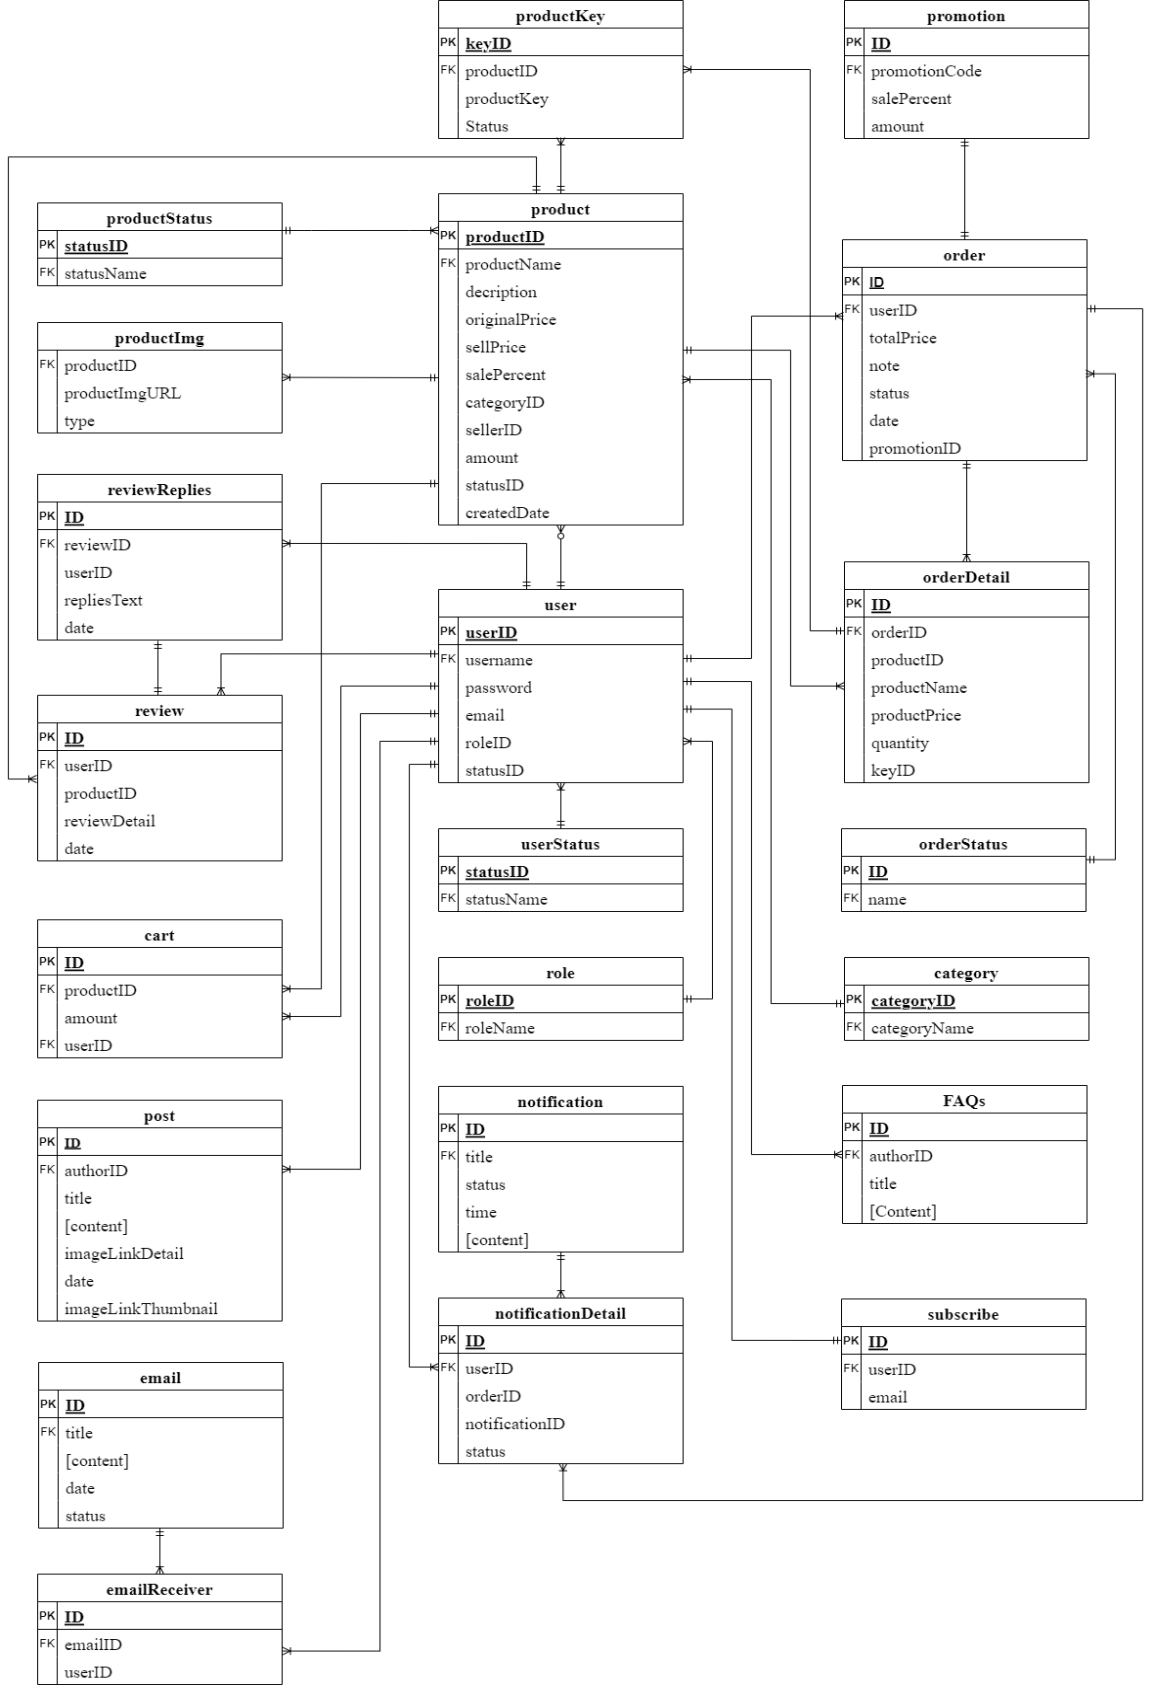 productKey
PK keyID
FK productID
productKey
Status
promotion
PK ID
FK promotionCode
salePercent
amount
productStatus
PK statusID
FK statusName
product
PK productID
FK productName
decription
originalPrice
sellPrice
salePercent
categoryID
sellerID
amount
statusID
createdDate
order
PK ID
FK userID
totalPrice
note
status
date
promotionID
productImg
FK productID
productImgURL
type
reviewReplies
PK ID
FK reviewID
userID
repliesText
date
user
PK userID
FK username
password
email
roleID
statusID
orderDetail
PK ID
FK orderID
productID
productName
productPrice
quantity
keyID
review
PK ID
FK userID
productID
reviewDetail
date
userStatus
PK statusID
FK statusName
orderStatus
PK ID
FK name
cart
PK ID
FK productID
amount
FK userID
role
PK roleID
FK roleName
category
PK categoryID
FK categoryName
post
PK ID
FK authorID
title
[content]
imageLinkDetail
date
imageLinkThumbnail
notification
PK ID
FK title
status
time
[content]
FAQs
PK ID
FK authorID
title
[Content]
notificationDetail
PK ID
FK userID
orderID
notificationID
status
subscribe
PK ID
FK userID
email
email
PK ID
FK title
[content]
date
status
emailReceiver
PK ID
FK emailID
userID